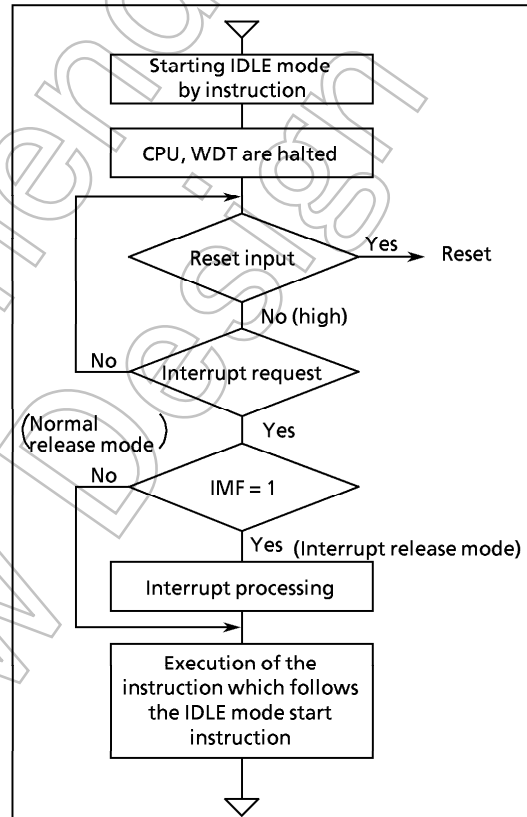 Starting IDLE mode
by instruction
CPU, WDT are halted
Reset input
Yes
Reset
No (high)
No
Interrupt request
Yes
(Normal
release mode)
No
IMF = 1
Yes (Interrupt release mode)
Interrupt processing
Execution of the
instruction which follows
the IDLE mode start
instruction
Design